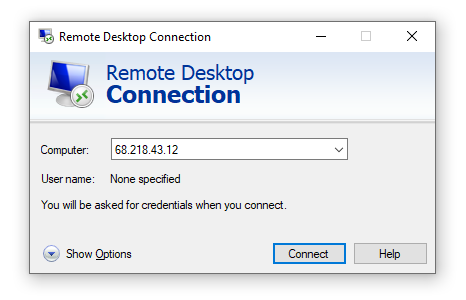 Remote Desktop Connection
Remote Desktop
Connection
Computer: 68.218.43.12
User name: None specified
You will be asked for credentials when you connect.
Show Options Connect Help